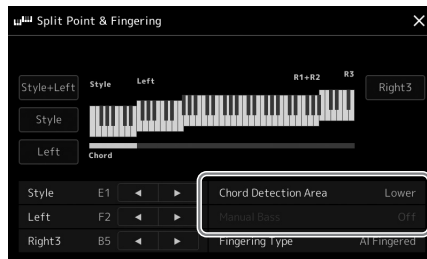 Split Point & Fingering
Style+Left
Style
Left
R1+R2
R3
Right3
Style
Left
Chord
Style E1 Chord Detection Area Lower
Left F2 Manual Bass Off
Right3 B5 Fingering Type AI Fingered